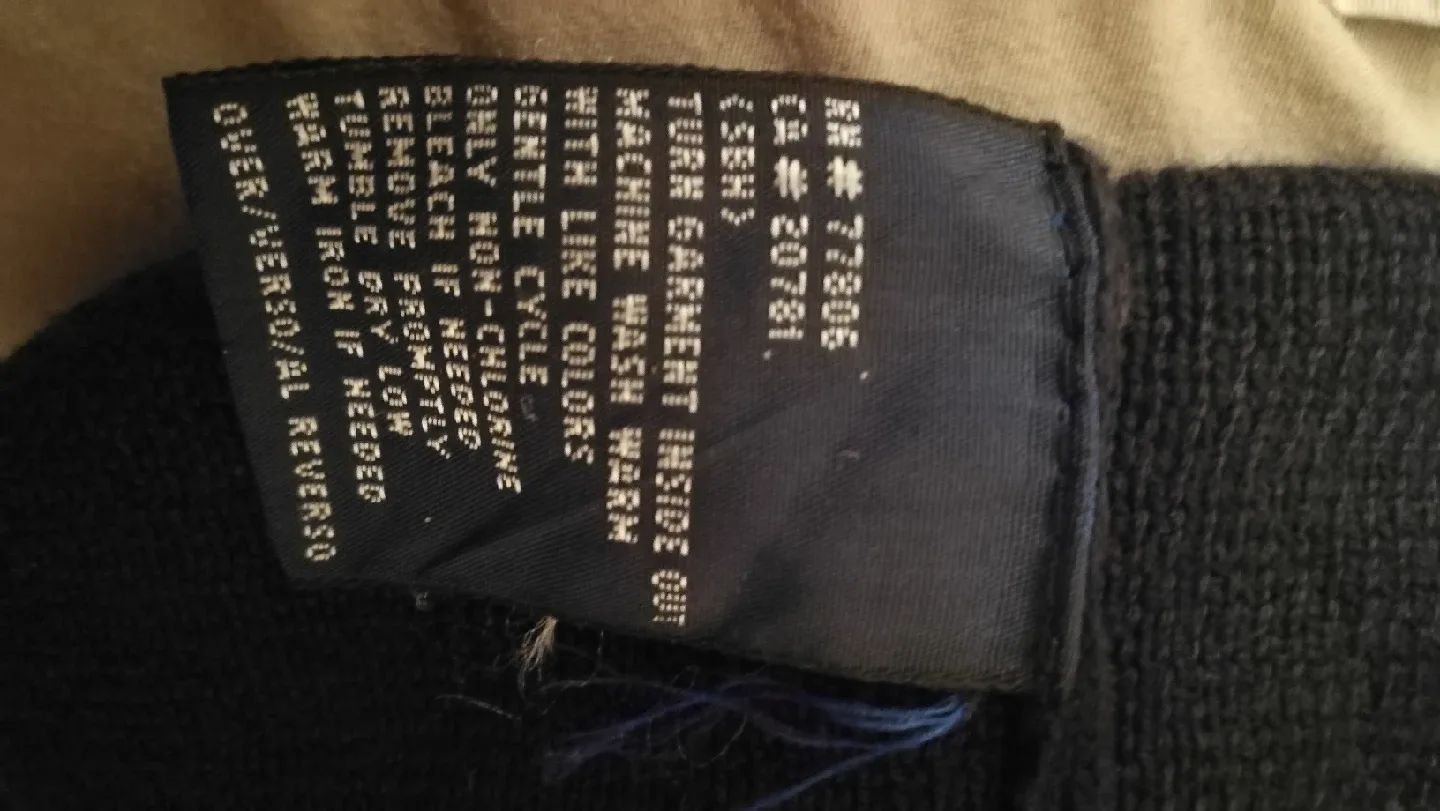 RN# 77806
CA# 20781
<SBH>
TURN GARMENT INSIDE OUT
MACHINE WASH WARM
WITH LIKE COLORS
GENTLE CYCLE
ONLY NON-CHLORINE
BLEACH IF NEEDED
REMOVE PROMPTLY
TUMBLE DRY LOW
WARM IRON IF NEEDED
OVER/VERSO/AL REVERSO